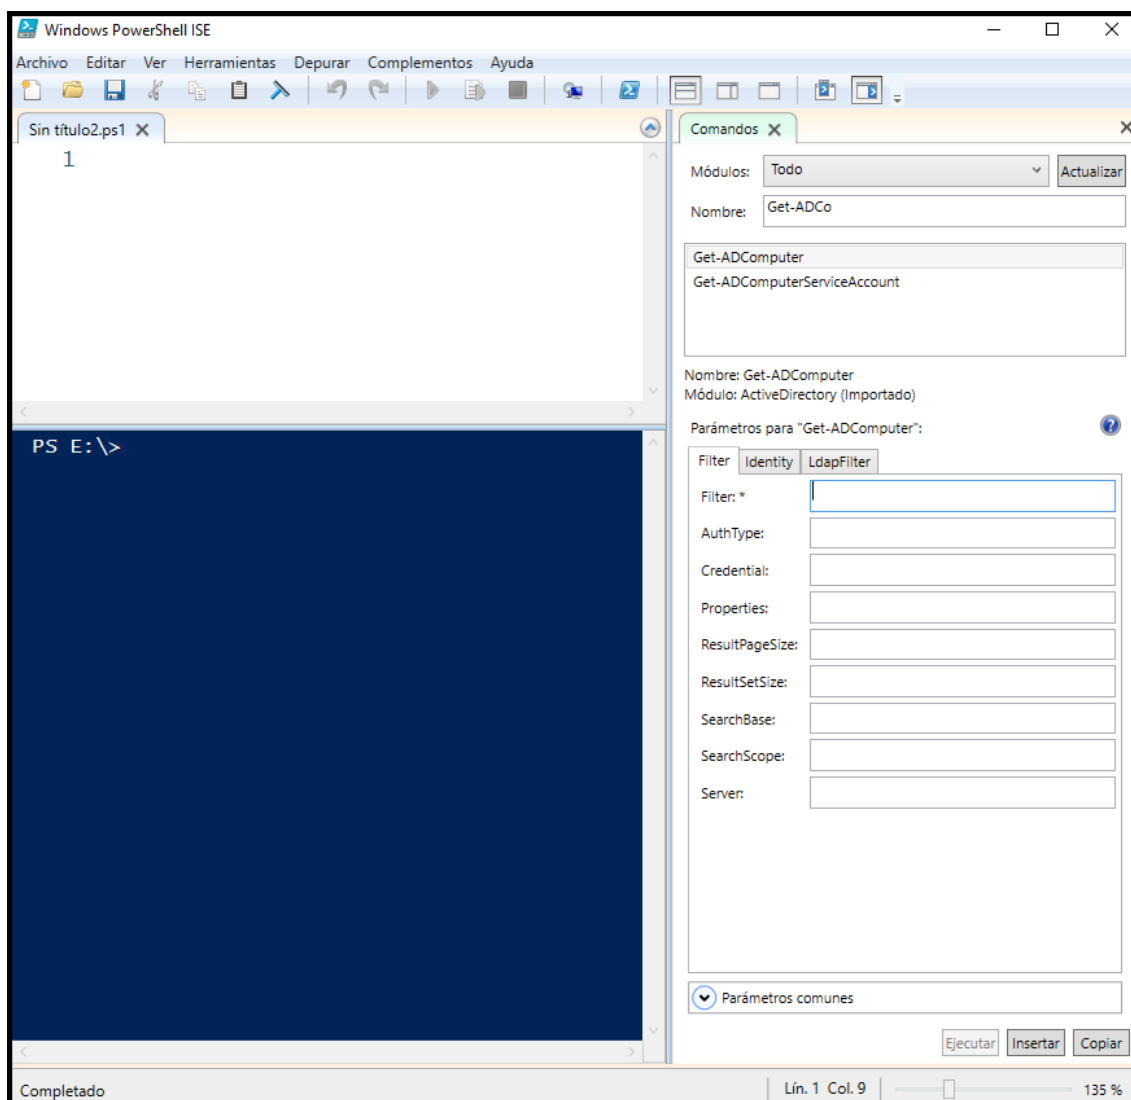 Windows PowerShell ISE
Archivo Editar Ver Herramientas Depurar Complementos Ayuda
Sin título2.ps1
1
PS E:\>
Comandos
Módulos: Todo Actualizar
Nombre: Get-ADCo
Get-ADComputer
Get-ADComputerServiceAccount
Nombre: Get-ADComputer
Módulo: ActiveDirectory (Importado)
Parámetros para "Get-ADComputer":
Filter Identity LdapFilter
Filter: *
AuthType:
Credential:
Properties:
ResultPageSize:
ResultSetSize:
SearchBase:
SearchScope:
Server:
Parámetros comunes
Ejecutar Insertar Copiar
Completado Lín. 1 Col. 9 135 %